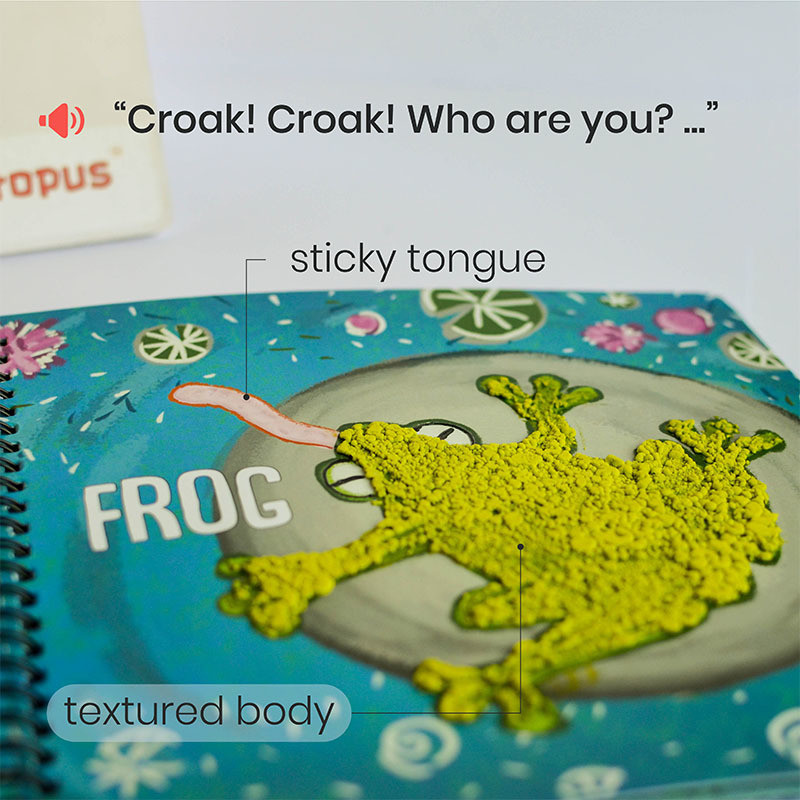 “Croak! Croak! Who are you? ...”
sticky tongue
FROG
textured body